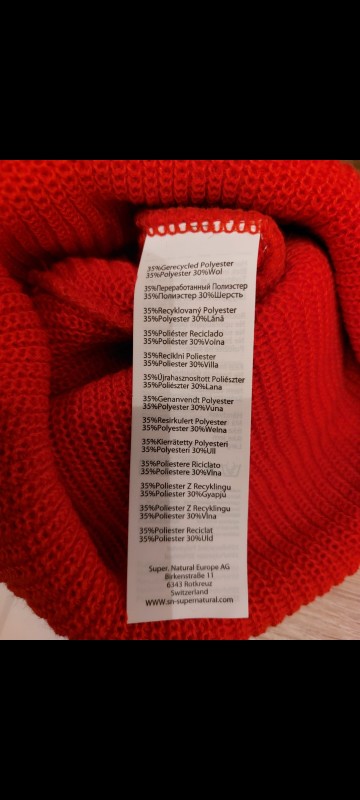 35%Gerecycled Polyester
35%Polyester 30%Wol
35%Переработанный Полиэстер
35%Полиэстер 30%Шерсть
35%Recyklovaný Polyester
35%Polyester 30%Lână
35%Poliéster Reciclado
35%Poliéster 30%Volna
35%Reciklni Poliester
35%Poliester 30%Villa
35%Újrahasznosított Poliészter
35%Poliészter 30%Lana
35%Genanvendt Polyester
35%Polyester 30%Vuna
35%Resirkulert Polyester
35%Polyester 30%Wełna
35%Kierrätetty Polyesteri
35%Polyesteri 30%Ull
35%Poliestere Riciclato
35%Poliestere 30%Vlna
35%Poliester Z Recyklingu
35%Poliester 30%Gyapjú
35%Poliester Z Recyklingu
35%Poliester 30%Vlna
35%Poliester Reciclat
35%Poliester 30%Uld
Super. Natural Europe AG
Birkenstraße 11
6343 Rotkreuz
Switzerland
www.sn-supernatural.com